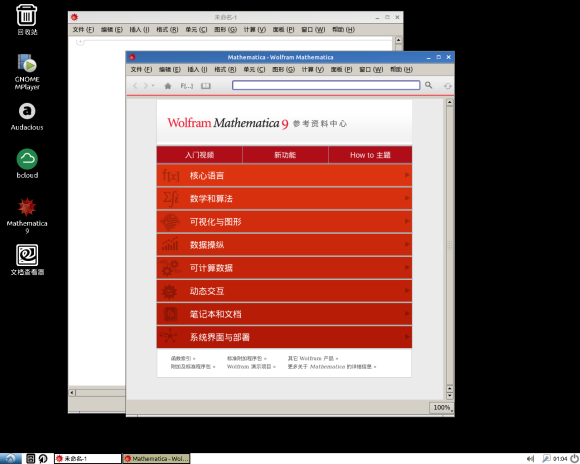 回收站
GNOME
MPlayer
Audacious
bcloud
Mathematica
9
文档查看器
未命名-1
文件 (F) 编辑 (E) 插入 (I) 格式 (R) 单元 (C) 图形 (G) 计算 (V) 面板 (P) 窗口 (W) 帮助 (H)
Mathematica - Wolfram Mathematica
文件 (F) 编辑 (E) 插入 (I) 格式 (R) 单元 (C) 图形 (G) 计算 (V) 面板 (P) 窗口 (W) 帮助 (H)
F(...)
Wolfram Mathematica 9 参考资料中心
入门视频 新功能 How to 主题
f[x] 核心语言
数学和算法
可视化与图形
数据操纵
可计算数据
动态交互
笔记本和文档
系统界面与部署
函数索引 » 标准附加程序包 » 其它 Wolfram 产品 »
附加及标准程序包 » Wolfram 演示项目 » 更多关于 Mathematica 的详细信息 »
100%
未命名-1 Mathematica - Wol... 01:04